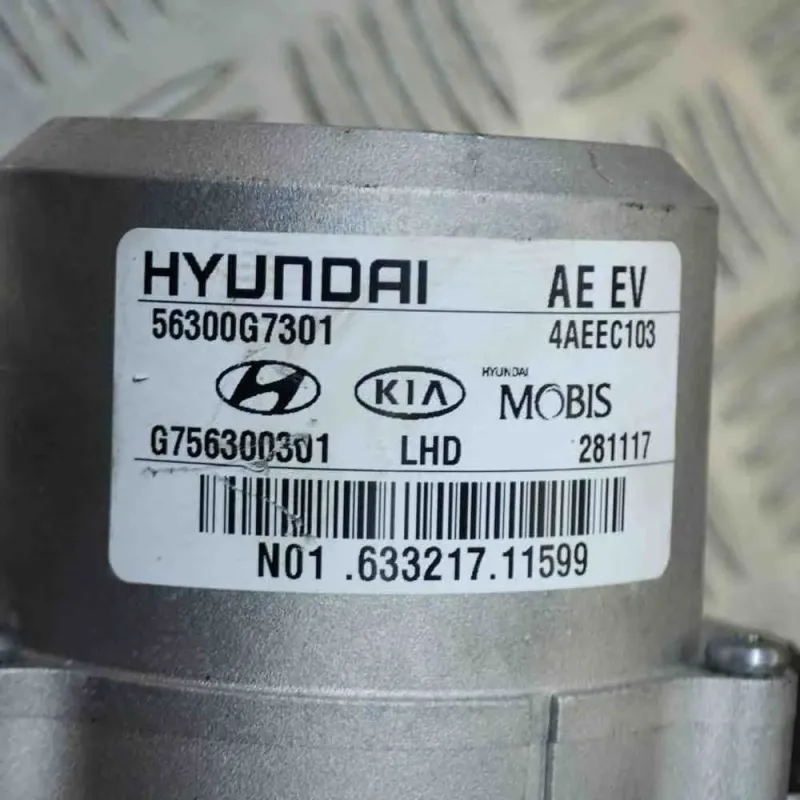 HYUNDAI AE EV
56300G7301 4AEEC103
KIA HYUNDAI MOBIS
G756300301 LHD 281117
N01 .633217.11599